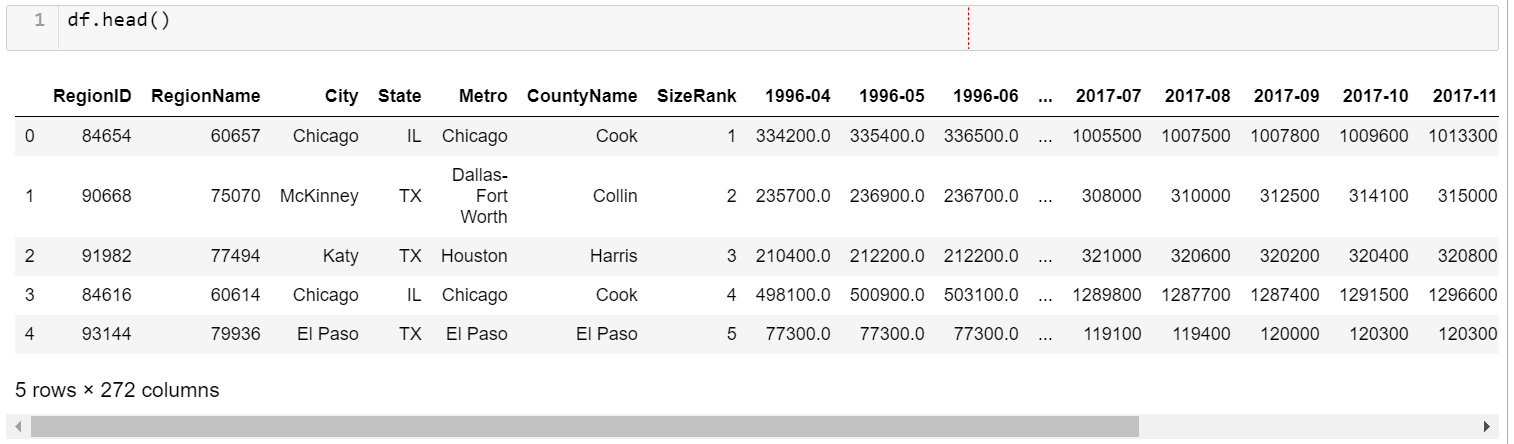 1 df.head()
RegionID RegionName City State Metro CountyName SizeRank 1996-04 1996-05 1996-06 ... 2017-07 2017-08 2017-09 2017-10 2017-11
0 84654 60657 Chicago IL Chicago Cook 1 334200.0 335400.0 336500.0 ... 1005500 1007500 1007800 1009600 1013300
1 90668 75070 McKinney TX Dallas-
Fort
Worth Collin 2 235700.0 236900.0 236700.0 ... 308000 310000 312500 314100 315000
2 91982 77494 Katy TX Houston Harris 3 210400.0 212200.0 212200.0 ... 321000 320600 320200 320400 320800
3 84616 60614 Chicago IL Chicago Cook 4 498100.0 500900.0 503100.0 ... 1289800 1287700 1287400 1291500 1296600
4 93144 79936 El Paso TX El Paso El Paso 5 77300.0 77300.0 77300.0 ... 119100 119400 120000 120300 120300
5 rows × 272 columns